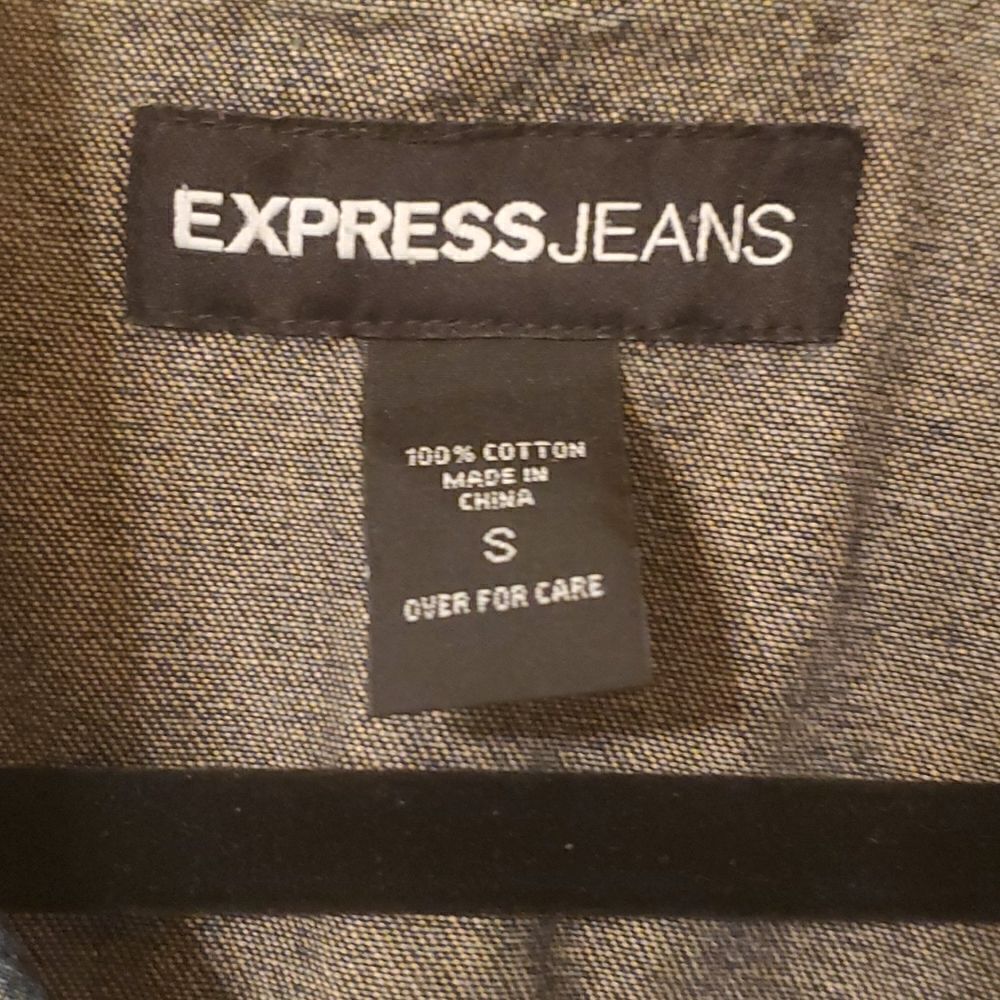 EXPRESSJEANS
100% COTTON
MADE IN
CHINA
S
OVER FOR CARE